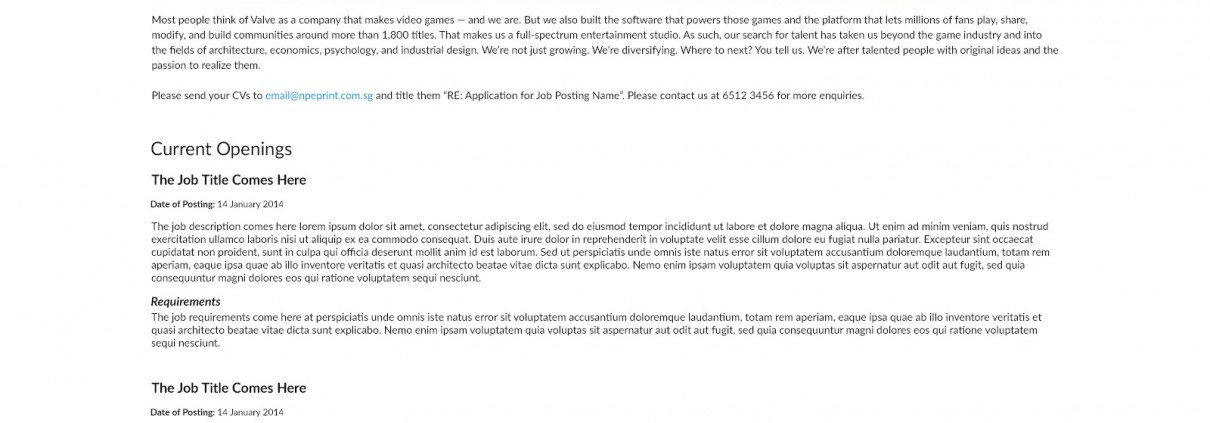 Most people think of Valve as a company that makes video games — and we are. But we also built the software that powers those games and the platform that lets millions of fans play, share,
modify, and build communities around more than 1,800 titles. That makes us a full-spectrum entertainment studio. As such, our search for talent has taken us beyond the game industry and into
the fields of architecture, economics, psychology, and industrial design. We're not just growing. We're diversifying. Where to next? You tell us. We're after talented people with original ideas and the
passion to realize them.
Please send your CVs to email@npeprint.com.sg and title them “RE: Application for Job Posting Name”. Please contact us at 6512 3456 for more enquiries.
Current Openings
The Job Title Comes Here
Date of Posting: 14 January 2014
The job description comes here lorem ipsum dolor sit amet, consectetur adipiscing elit, sed do eiusmod tempor incididunt ut labore et dolore magna aliqua. Ut enim ad minim veniam, quis nostrud
exercitation ullamco laboris nisi ut aliquip ex ea commodo consequat. Duis aute irure dolor in reprehenderit in voluptate velit esse cillum dolore eu fugiat nulla pariatur. Excepteur sint occaecat
cupidatat non proident, sunt in culpa qui officia deserunt mollit anim id est laborum. Sed ut perspiciatis unde omnis iste natus error sit voluptatem accusantium doloremque laudantium, totam rem
aperiam, eaque ipsa quae ab illo inventore veritatis et quasi architecto beatae vitae dicta sunt explicabo. Nemo enim ipsam voluptatem quia voluptas sit aspernatur aut odit aut fugit, sed quia
consequuntur magni dolores eos qui ratione voluptatem sequi nesciunt.
Requirements
The job requirements come here at perspiciatis unde omnis iste natus error sit voluptatem accusantium doloremque laudantium, totam rem aperiam, eaque ipsa quae ab illo inventore veritatis et
quasi architecto beatae vitae dicta sunt explicabo. Nemo enim ipsam voluptatem quia voluptas sit aspernatur aut odit aut fugit, sed quia consequuntur magni dolores eos qui ratione voluptatem
sequi nesciunt.
The Job Title Comes Here
Date of Posting: 14 January 2014